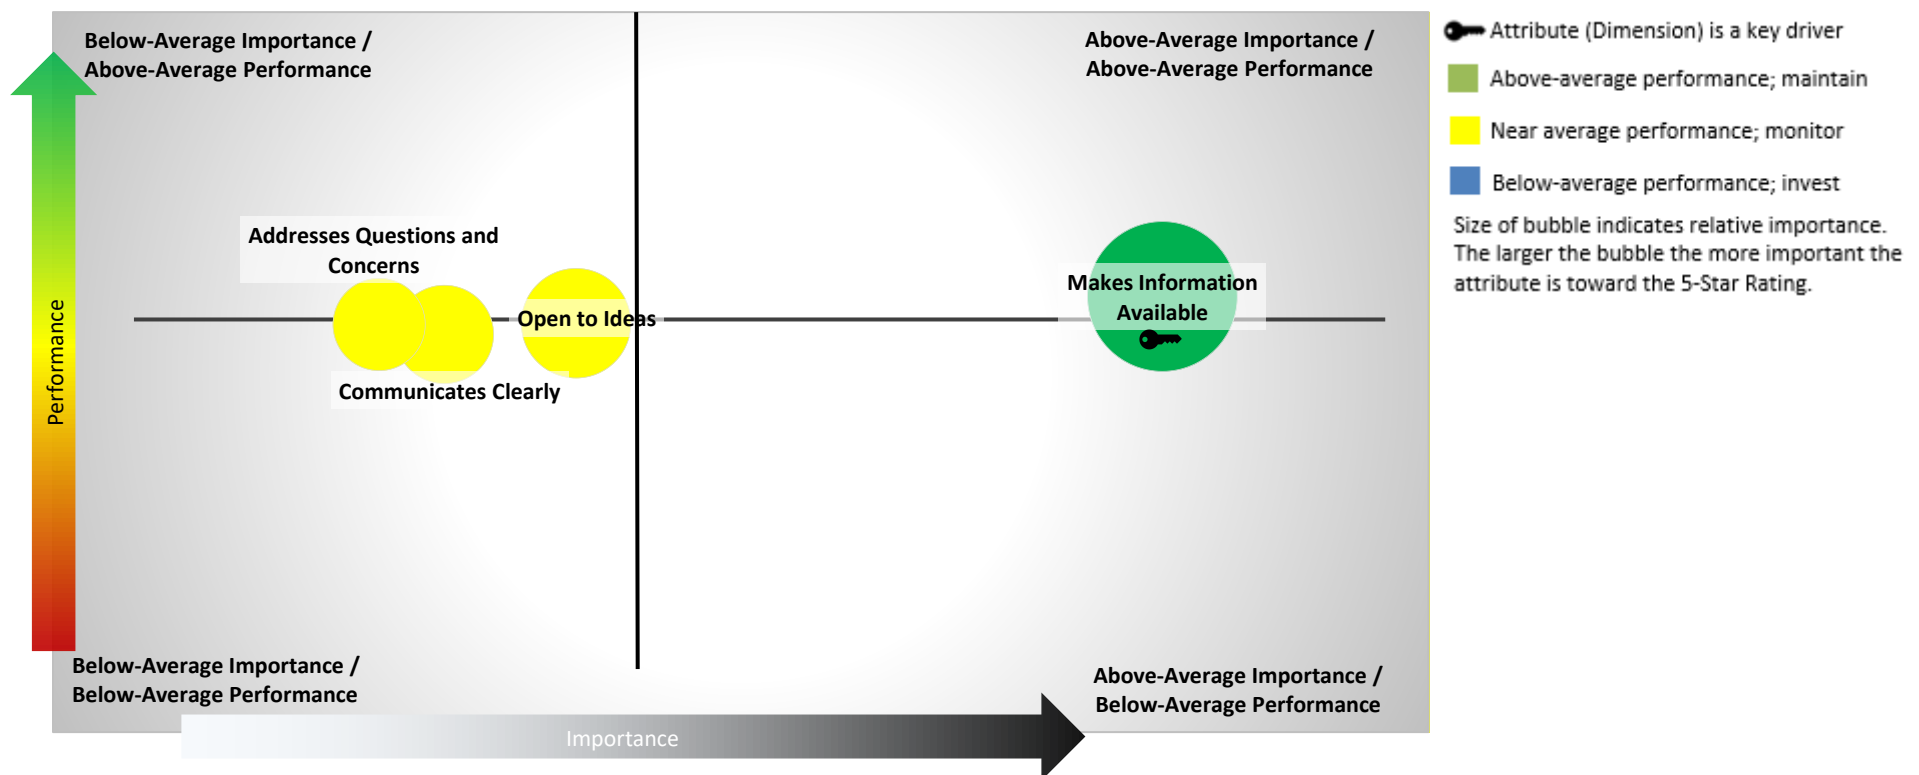 Below-Average Importance /
Above-Average Performance
Above-Average Importance /
Above-Average Performance
Attribute (Dimension) is a key driver
Above-average performance; maintain
Near average performance; monitor
Below-average performance; invest
Size of bubble indicates relative importance.
The larger the bubble the more important the
attribute is toward the 5-Star Rating.
Addresses Questions and
Concerns
Makes Information
Available
Open to Ideas
Communicates Clearly
Performance
Below-Average Importance /
Below-Average Performance
Above-Average Importance /
Below-Average Performance
Importance